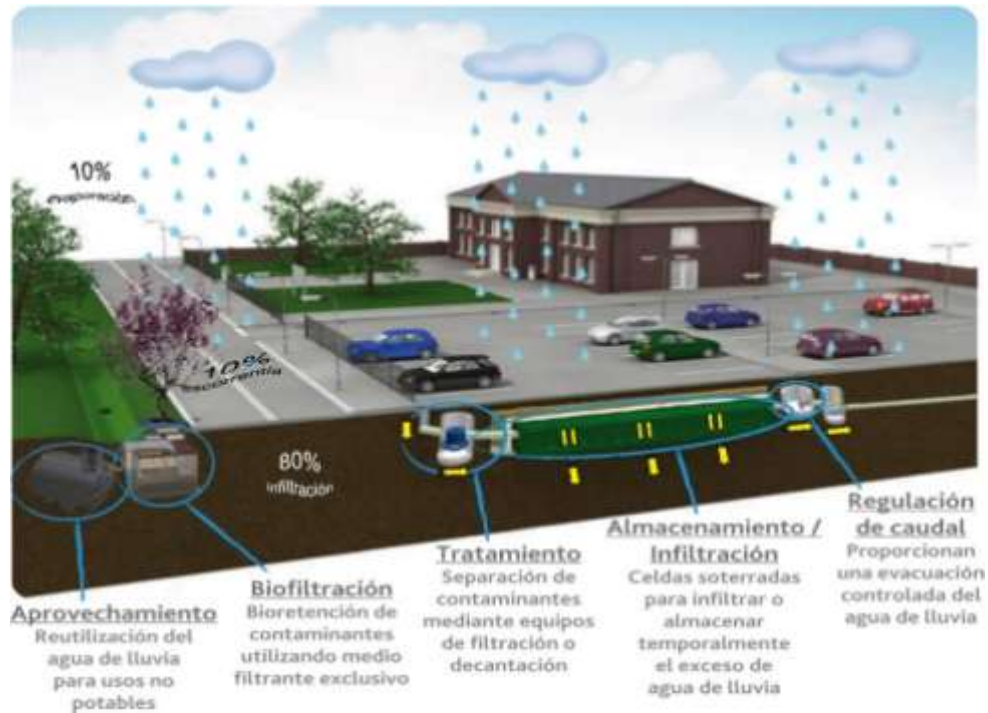 10%
evaporación
10%
escorrentía
80%
infiltración
Aprovechamiento
Reutilización del
agua de lluvia
para usos no
potables
Biofiltración
Bioretención de
contaminantes
utilizando medio
filtrante exclusivo
Tratamiento
Separación de
contaminantes
mediante equipos
de filtración o
decantación
Almacenamiento /
Infiltración
Celdas soterradas
para infiltrar o
almacenar
temporalmente
el exceso de
agua de lluvia
Regulación
de caudal
Proporcionan
una evacuación
controlada del
agua de lluvia